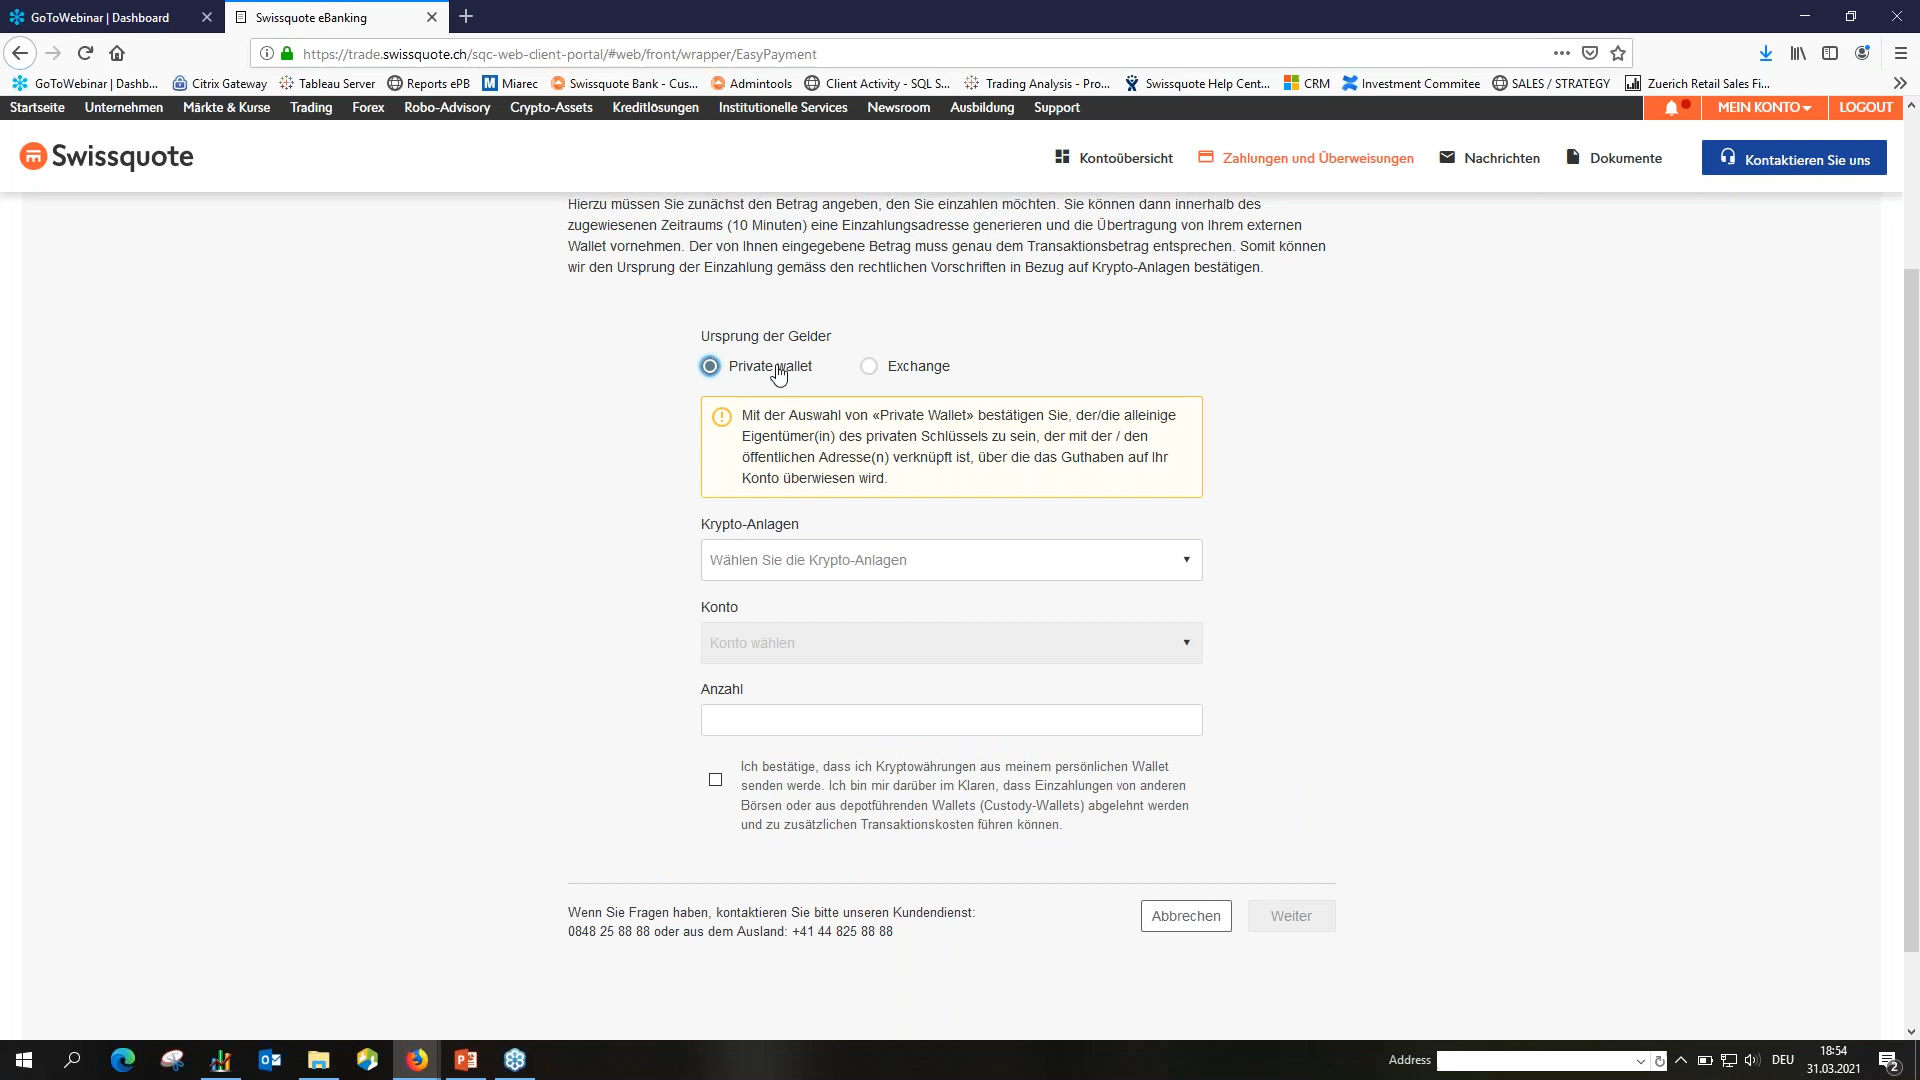 GoToWebinar | Dashboard
Swissquote eBanking
https://trade.swissquote.ch/sqc-web-client-portal/#web/front/wrapper/EasyPayment
GoToWebinar | Dashb...
Citrix Gateway
Tableau Server
Reports ePB
M Miarec
Swissquote Bank - Cus...
Admintools
Client Activity - SQL S...
Trading Analysis - Pro...
Swissquote Help Cent...
CRM
Investment Commitee
SALES / STRATEGY
Zuerich Retail Sales Fi...
Startseite Unternehmen Märkte & Kurse Trading Forex Robo-Advisory Crypto-Assets Kreditlösungen Institutionelle Services Newsroom Ausbildung Support
MEIN KONTO
LOGOUT
Swissquote
Kontoübersicht
Zahlungen und Überweisungen
Nachrichten
Dokumente
Kontaktieren Sie uns
Hierzu müssen Sie zunächst den Betrag angeben, den Sie einzahlen möchten. Sie können dann innerhalb des
zugewiesenen Zeitraums (10 Minuten) eine Einzahlungsadresse generieren und die Übertragung von Ihrem externen
Wallet vornehmen. Der von Ihnen eingegebene Betrag muss genau dem Transaktionsbetrag entsprechen. Somit können
wir den Ursprung der Einzahlung gemäss den rechtlichen Vorschriften in Bezug auf Krypto-Anlagen bestätigen.
Ursprung der Gelder
Private wallet
Exchange
Mit der Auswahl von «Private Wallet» bestätigen Sie, der/die alleinige
Eigentümer(in) des privaten Schlüssels zu sein, der mit der / den
öffentlichen Adresse(n) verknüpft ist, über die das Guthaben auf Ihr
Konto überwiesen wird.
Krypto-Anlagen
Wählen Sie die Krypto-Anlagen
Konto
Konto wählen
Anzahl
Ich bestätige, dass ich Kryptowährungen aus meinem persönlichen Wallet
senden werde. Ich bin mir darüber im Klaren, dass Einzahlungen von anderen
Börsen oder aus depotführenden Wallets (Custody-Wallets) abgelehnt werden
und zu zusätzlichen Transaktionskosten führen können.
Wenn Sie Fragen haben, kontaktieren Sie bitte unseren Kundendienst:
0848 25 88 88 oder aus dem Ausland: +41 44 825 88 88
Abbrechen
Weiter
Address
DEU
18:54
31.03.2021
2